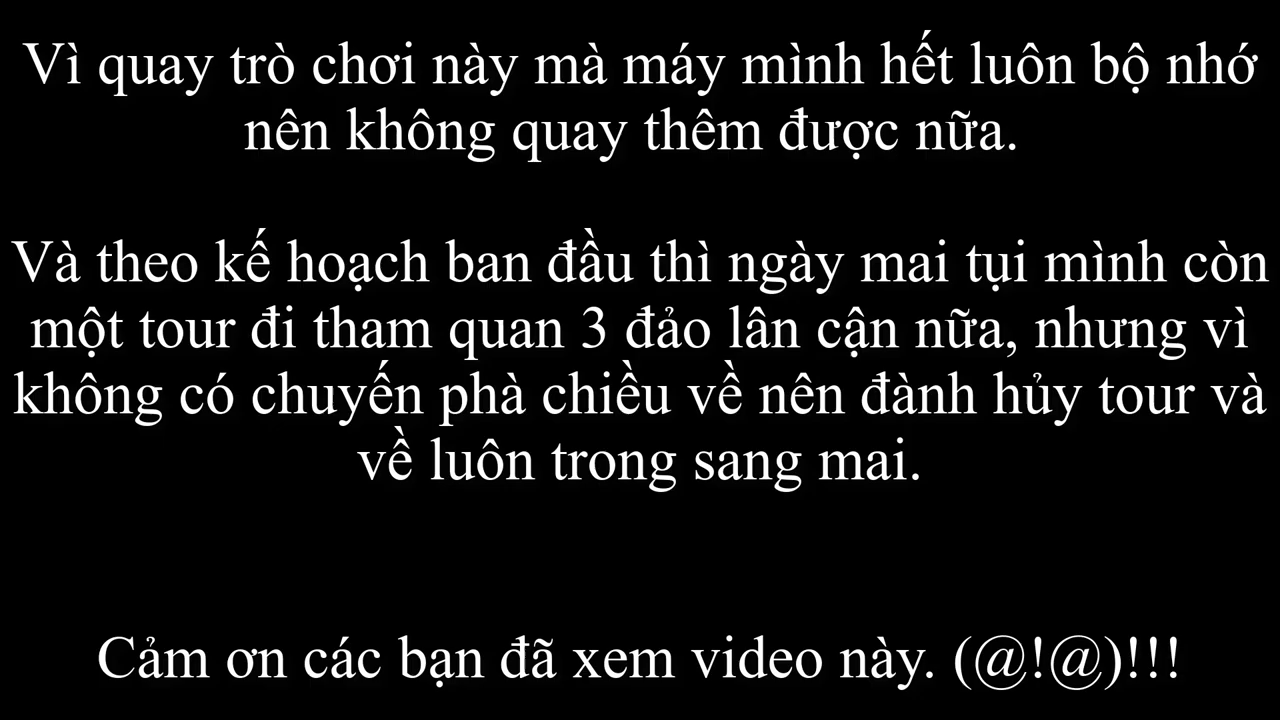 Vì quay trò chơi này mà máy mình hết luôn bộ nhớ
nên không quay thêm được nữa.
Và theo kế hoạch ban đầu thì ngày mai tụi mình còn
một tour đi tham quan 3 đảo lân cận nữa, nhưng vì
không có chuyến phà chiều về nên đành hủy tour và
về luôn trong sang mai.
Cảm ơn các bạn đã xem video này. (@!@)!!!